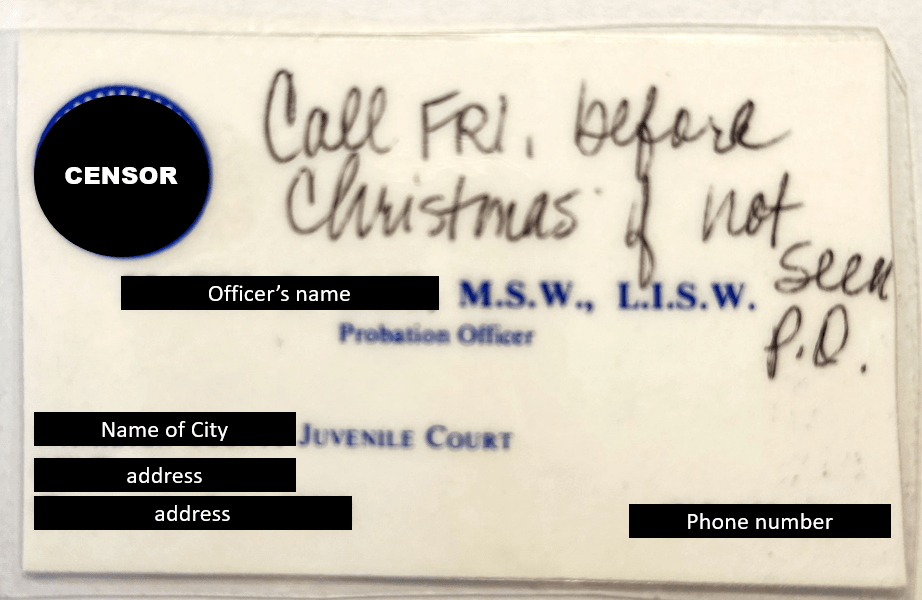 CENSOR
Call FRI. before
Christmas if not
seen
P.O.
Officer's name M.S.W., L.I.S.W.
Probation Officer
Name of City JUVENILE COURT
address
address
Phone number